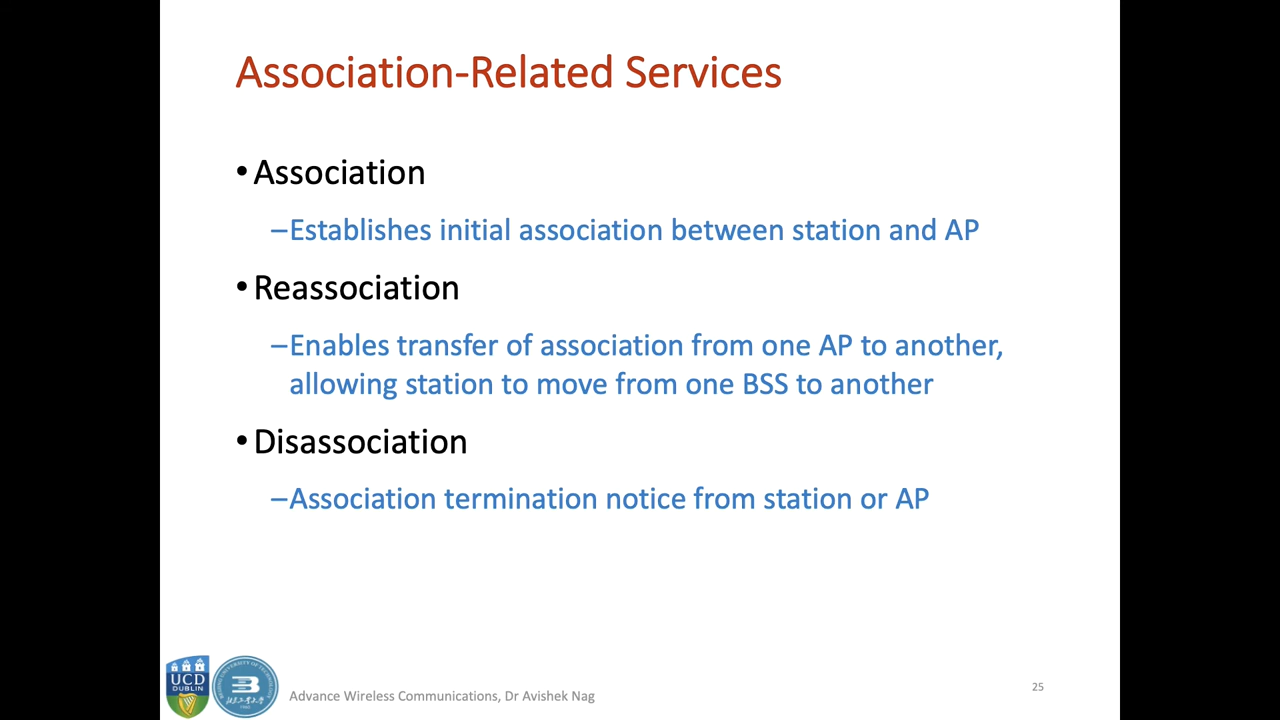 Association-Related Services
•Association
–Establishes initial association between station and AP
•Reassociation
–Enables transfer of association from one AP to another,
allowing station to move from one BSS to another
•Disassociation
–Association termination notice from station or AP
UCD
DUBLIN
Advance Wireless Communications, Dr Avishek Nag
25